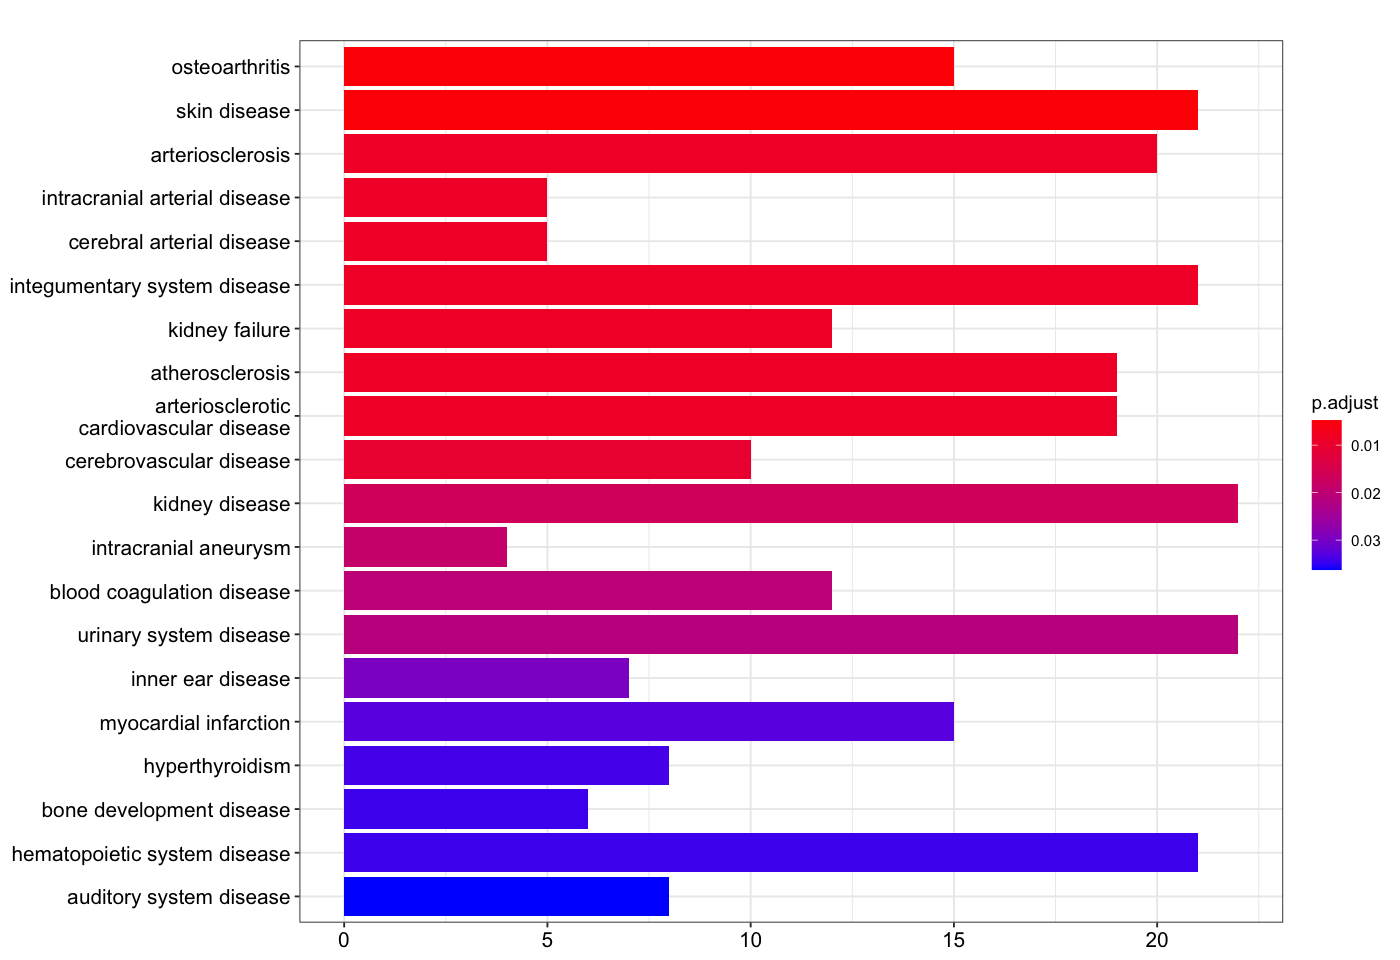 osteoarthritis
skin disease
arteriosclerosis
intracranial arterial disease
cerebral arterial disease
integumentary system disease
kidney failure
atherosclerosis
arteriosclerotic
cardiovascular disease
cerebrovascular disease
kidney disease
intracranial aneurysm
blood coagulation disease
urinary system disease
inner ear disease
myocardial infarction
hyperthyroidism
bone development disease
hematopoietic system disease
auditory system disease
0 5 10 15 20
p.adjust
0.01
0.02
0.03